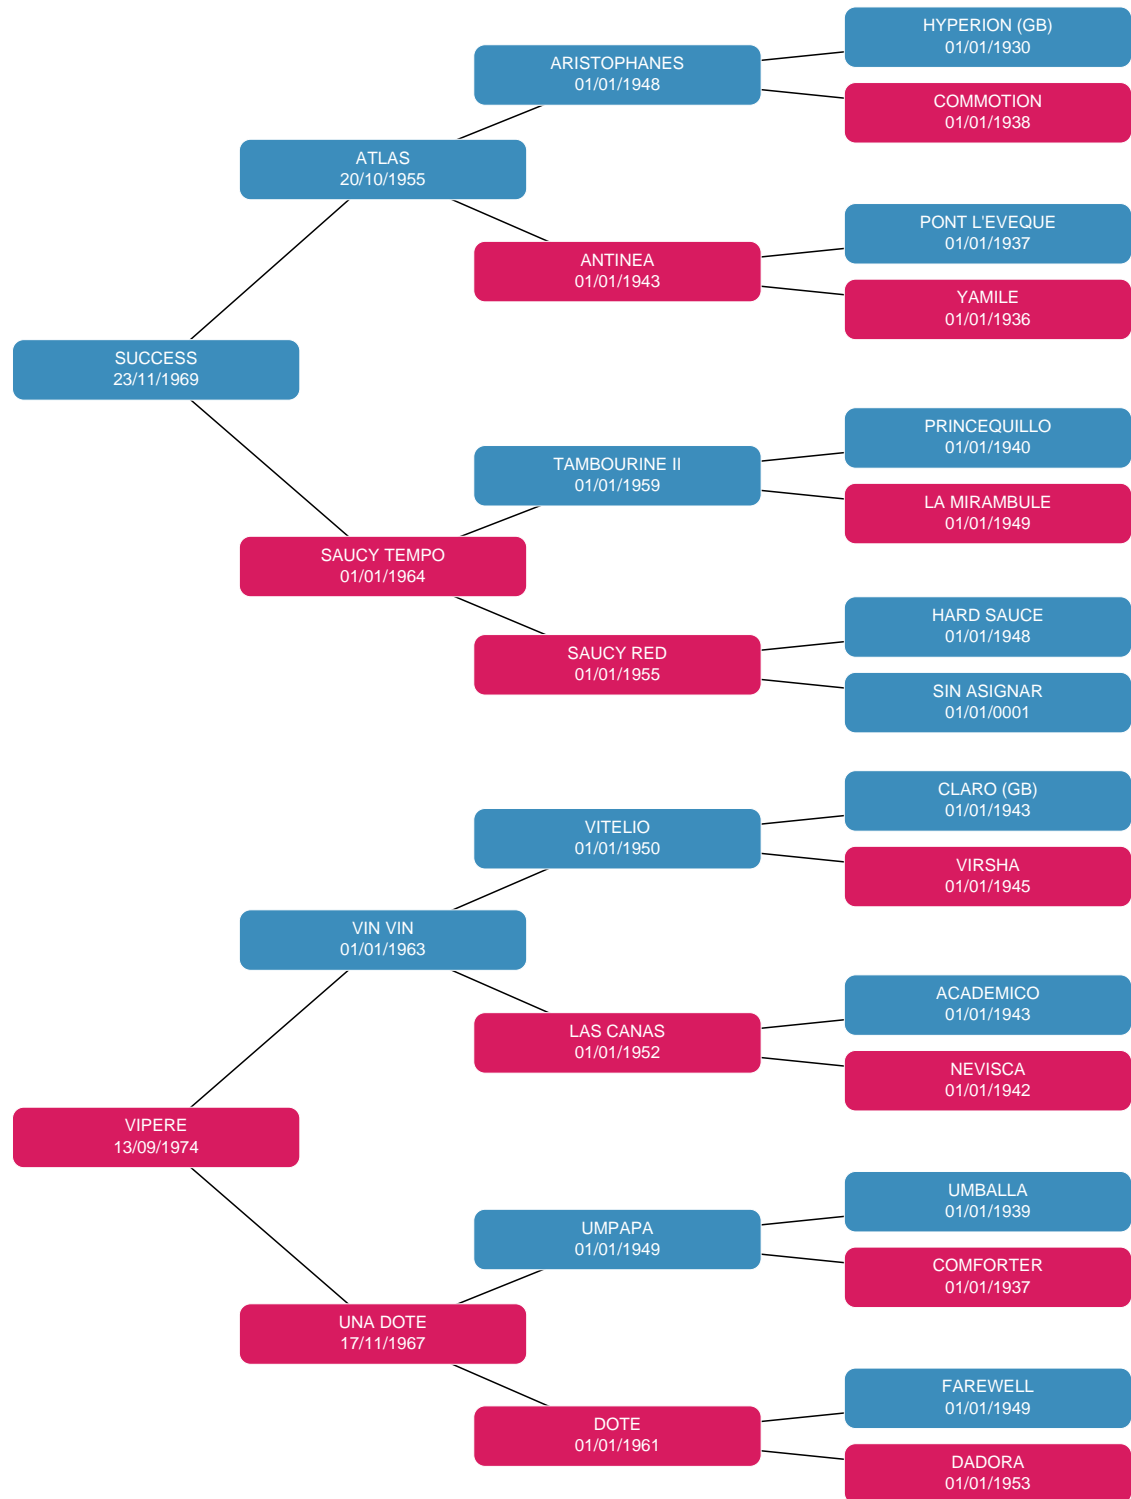 HYPERION (GB)
01/01/1930
ARISTOPHANES
01/01/1948
COMMOTION
01/01/1938
ATLAS
20/10/1955
PONT L'EVEQUE
01/01/1937
ANTINEA
01/01/1943
YAMILE
01/01/1936
SUCCESS
23/11/1969
PRINCEQUILLO
01/01/1940
TAMBOURINE II
01/01/1959
LA MIRAMBULE
01/01/1949
SAUCY TEMPO
01/01/1964
HARD SAUCE
01/01/1948
SAUCY RED
01/01/1955
SIN ASIGNAR
01/01/0001
CLARO (GB)
01/01/1943
VITELIO
01/01/1950
VIRSHA
01/01/1945
VIN VIN
01/01/1963
ACADEMICO
01/01/1943
LAS CANAS
01/01/1952
NEVISCA
01/01/1942
VIPERE
13/09/1974
UMBALLA
01/01/1939
UMPAPA
01/01/1949
COMFORTER
01/01/1937
UNA DOTE
17/11/1967
FAREWELL
01/01/1949
DOTE
01/01/1961
DADORA
01/01/1953